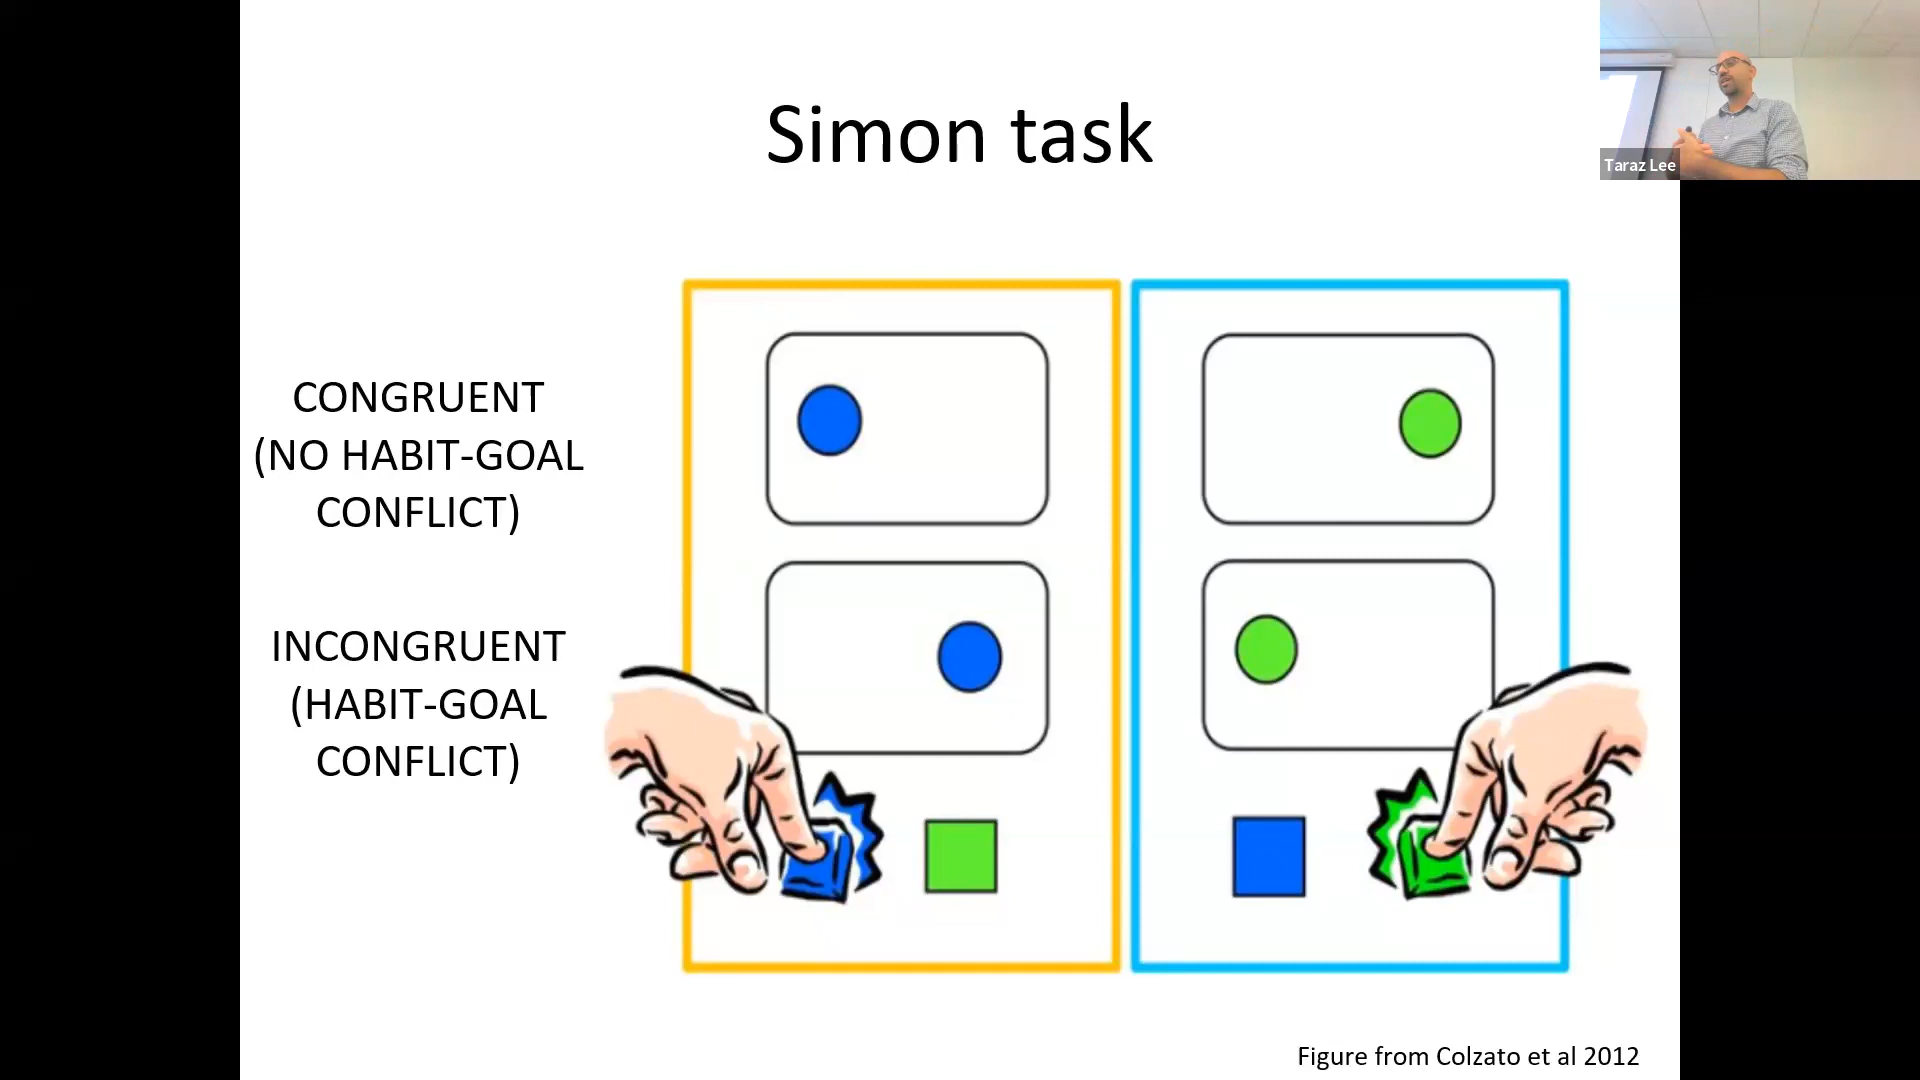 Simon task
Taraz Lee
CONGRUENT
(NO HABIT-GOAL
CONFLICT)
INCONGRUENT
(HABIT-GOAL
CONFLICT)
Figure from Colzato et al 2012